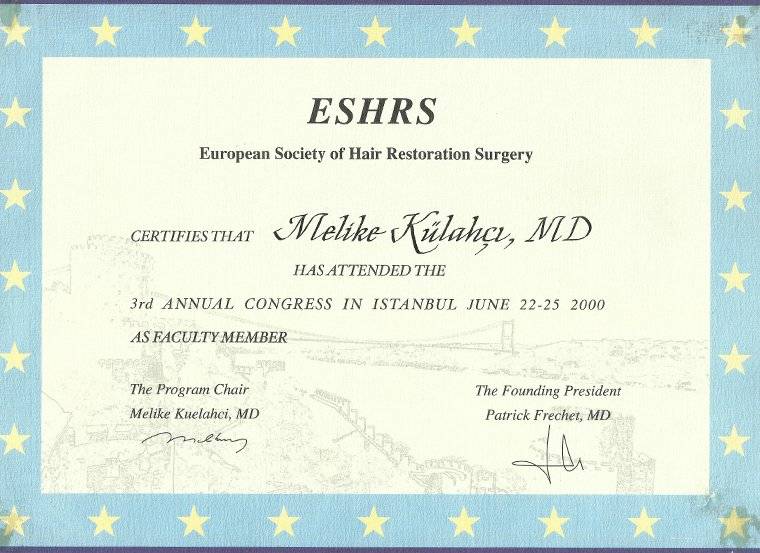 ESHRS
European Society of Hair Restoration Surgery
CERTIFIES THAT Melike Külahçı, MD
HAS ATTENDED THE
3rd ANNUAL CONGRESS IN ISTANBUL JUNE 22-25 2000
AS FACULTY MEMBER
The Program Chair
Melike Kuelahci, MD
The Founding President
Patrick Frechet, MD